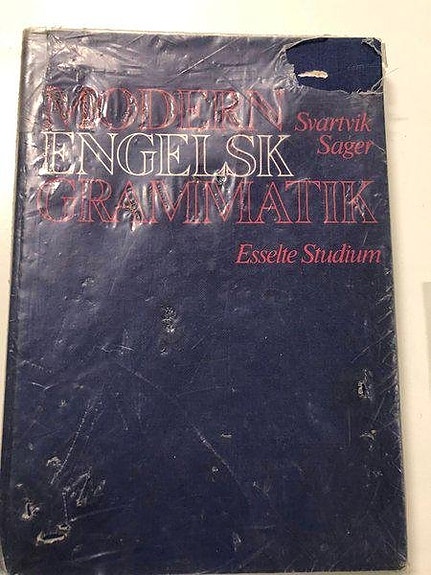 MODERN
Svartvik
Sager
ENGELSK
GRAMMATIK
Esselte Studium